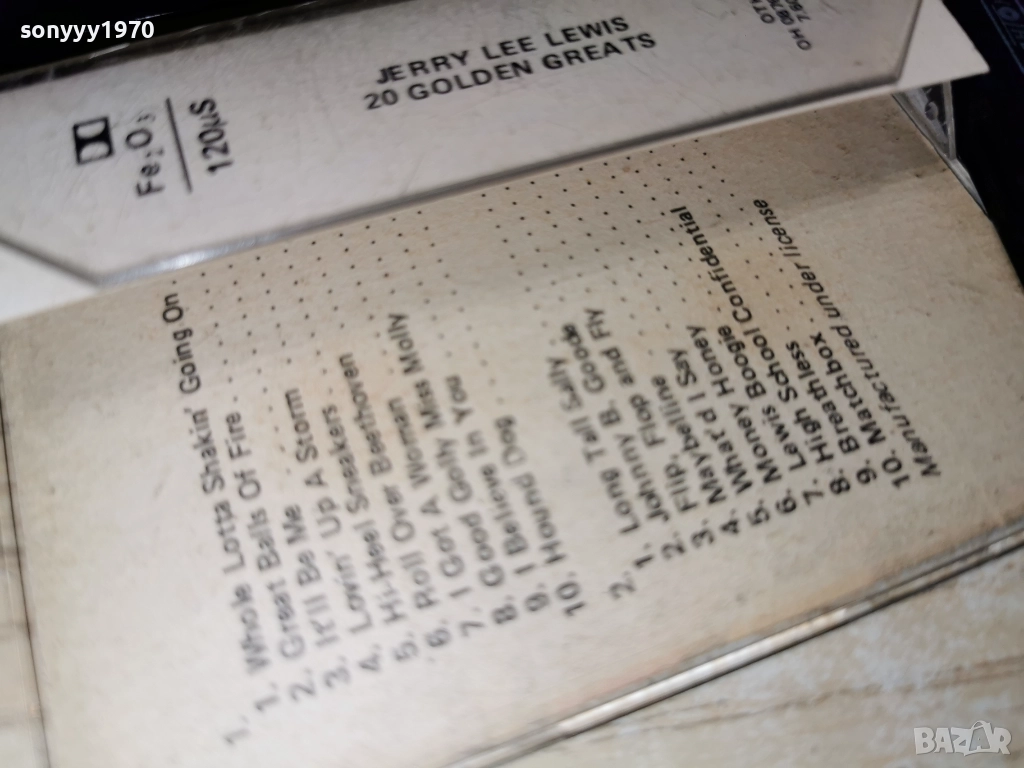 sonyyy1970
JERRY LEE LEWIS
20 GOLDEN GREATS
Fe₂O₃
120µS
1.
1. Whole Lotta Shakin' Going On
2. Great Balls Of Fire
3. It'll Be Me
4. Lovin' Up A Storm
5. Hi-Heel Sneakers
6. Roll Over Beethoven
7. I Got A Woman
8. Good Golly Miss Molly
9. I Believe In You
10. Hound Dog
2.
1. Long Tall Sally
2. Johnny B. Goode
3. Flip, Flop and Fly
4. Maybelline
5. What'd I Say
6. Money Honey
7. Lewis Boogie
8. High School Confidential
9. Breathless
10. Matchbox
Manufactured under license
BAZAR